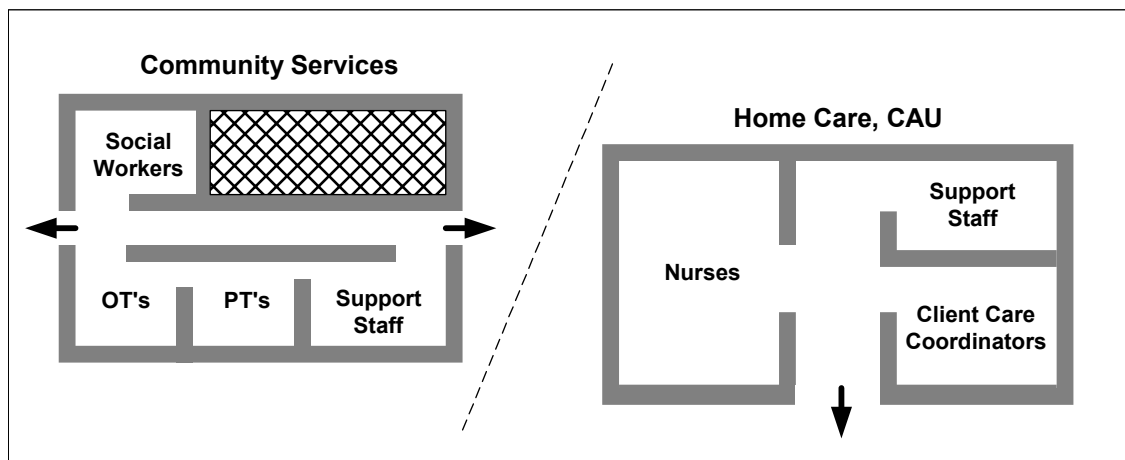 Community Services
Social
Workers
OT's
PT's
Support
Staff
Home Care, CAU
Nurses
Support
Staff
Client Care
Coordinators